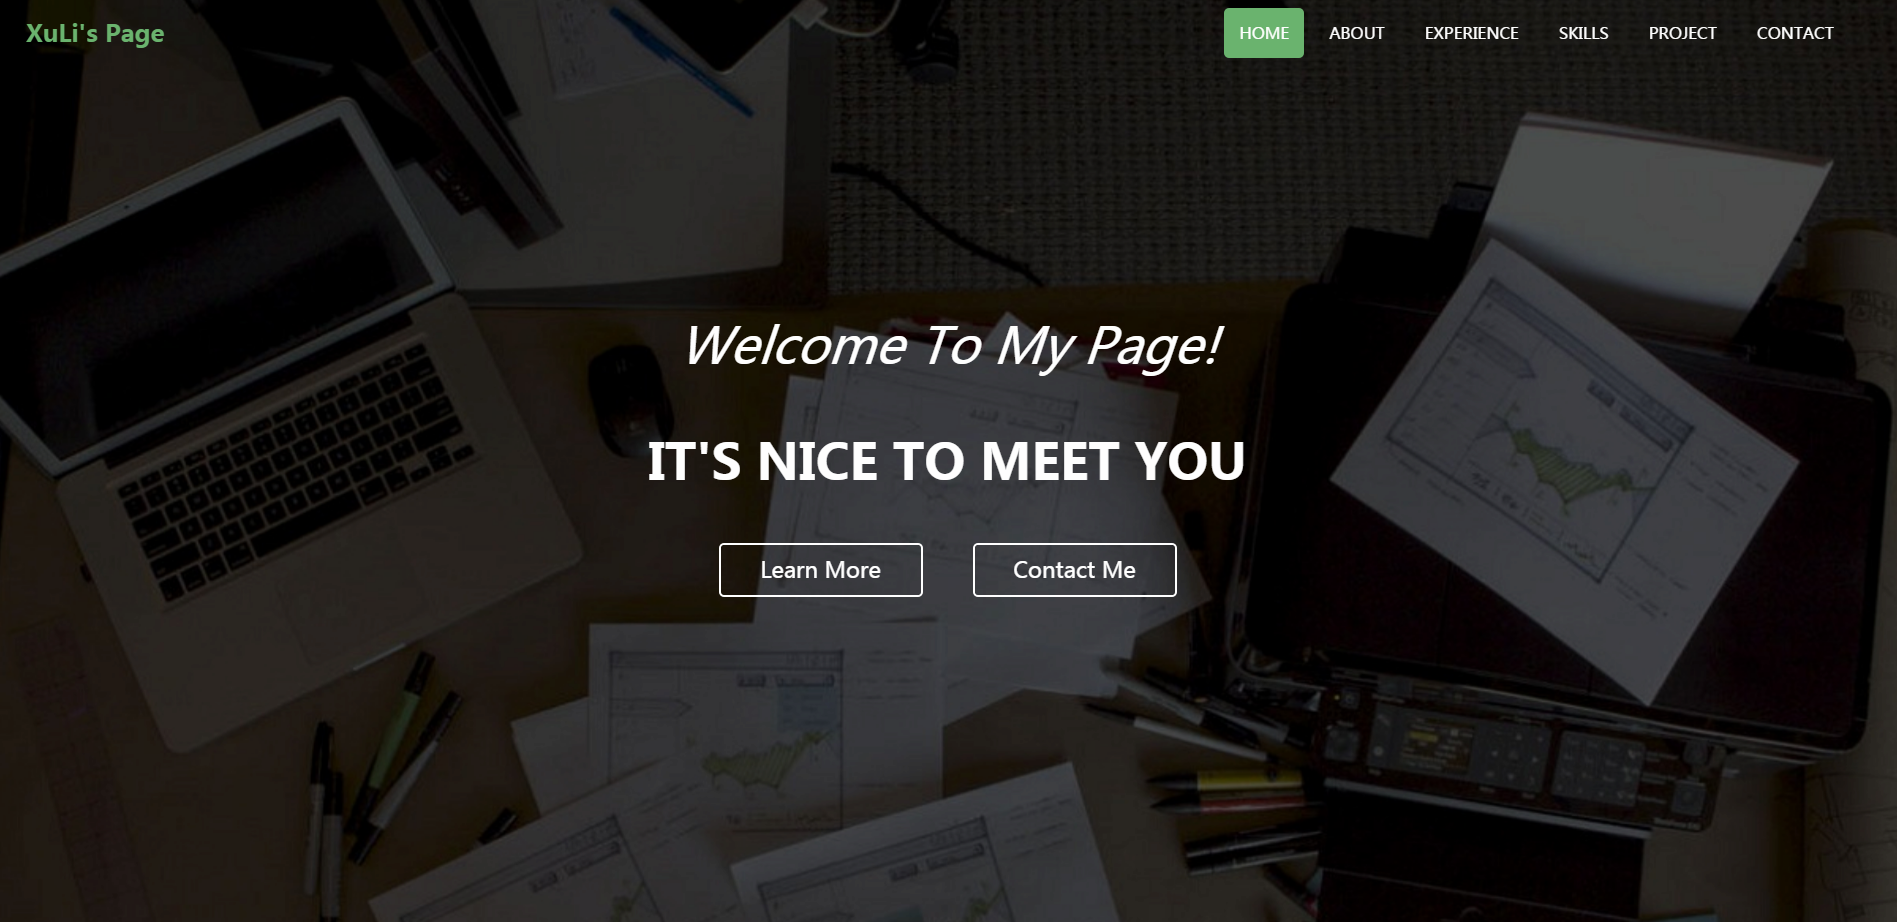 XuLi's Page
HOME ABOUT EXPERIENCE SKILLS PROJECT CONTACT
Welcome To My Page!
IT'S NICE TO MEET YOU
Learn More Contact Me